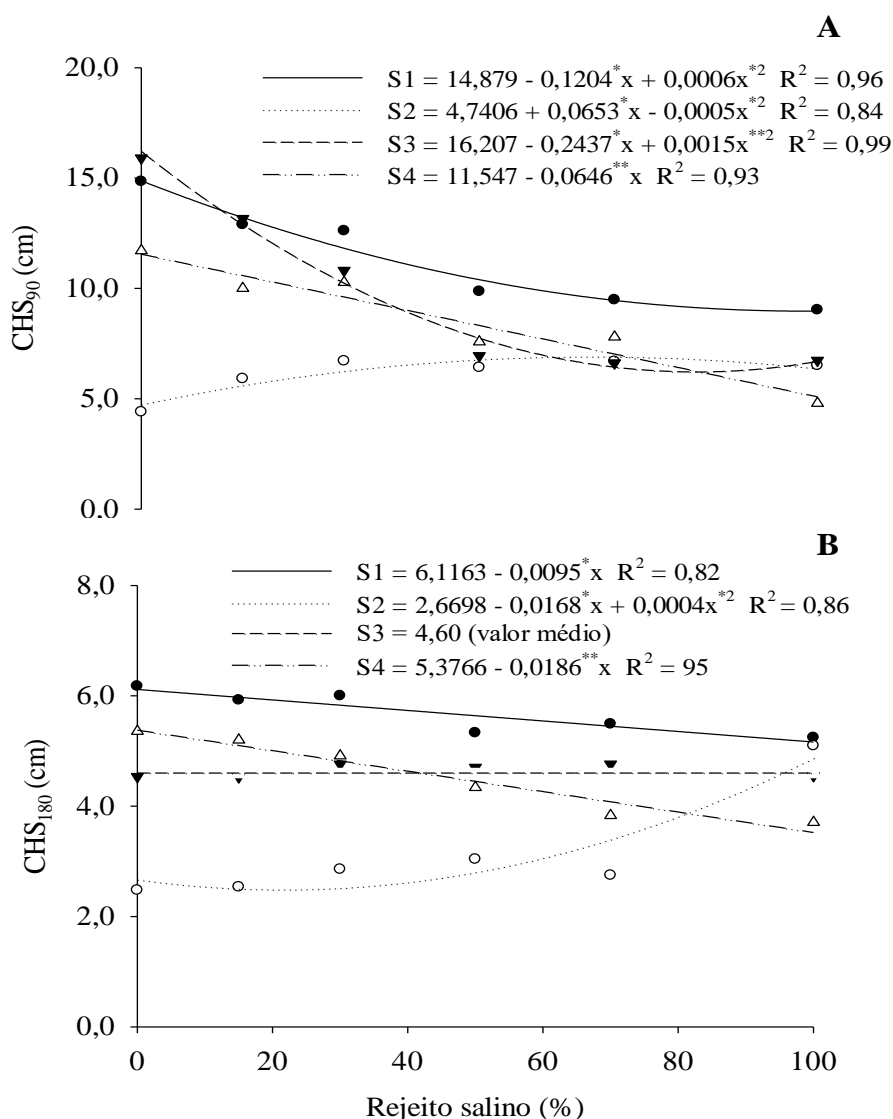 A
20,0
S1 = 14,879 - 0,1204*x + 0,0006x*² R² = 0,96
S2 = 4,7406 + 0,0653*x - 0,0005x*² R² = 0,84
S3 = 16,207 - 0,2437*x + 0,0015x**² R² = 0,99
S4 = 11,547 - 0,0646**x R² = 0,93
15,0
10,0
5,0
0,0
CHS₉₀ (cm)
B
S1 = 6,1163 - 0,0095*x R² = 0,82
8,0
S2 = 2,6698 - 0,0168*x + 0,0004x*² R² = 0,86
S3 = 4,60 (valor médio)
S4 = 5,3766 - 0,0186**x R² = 95
6,0
4,0
2,0
0,0
CHS₁₈₀ (cm)
0 20 40 60 80 100
Rejeito salino (%)